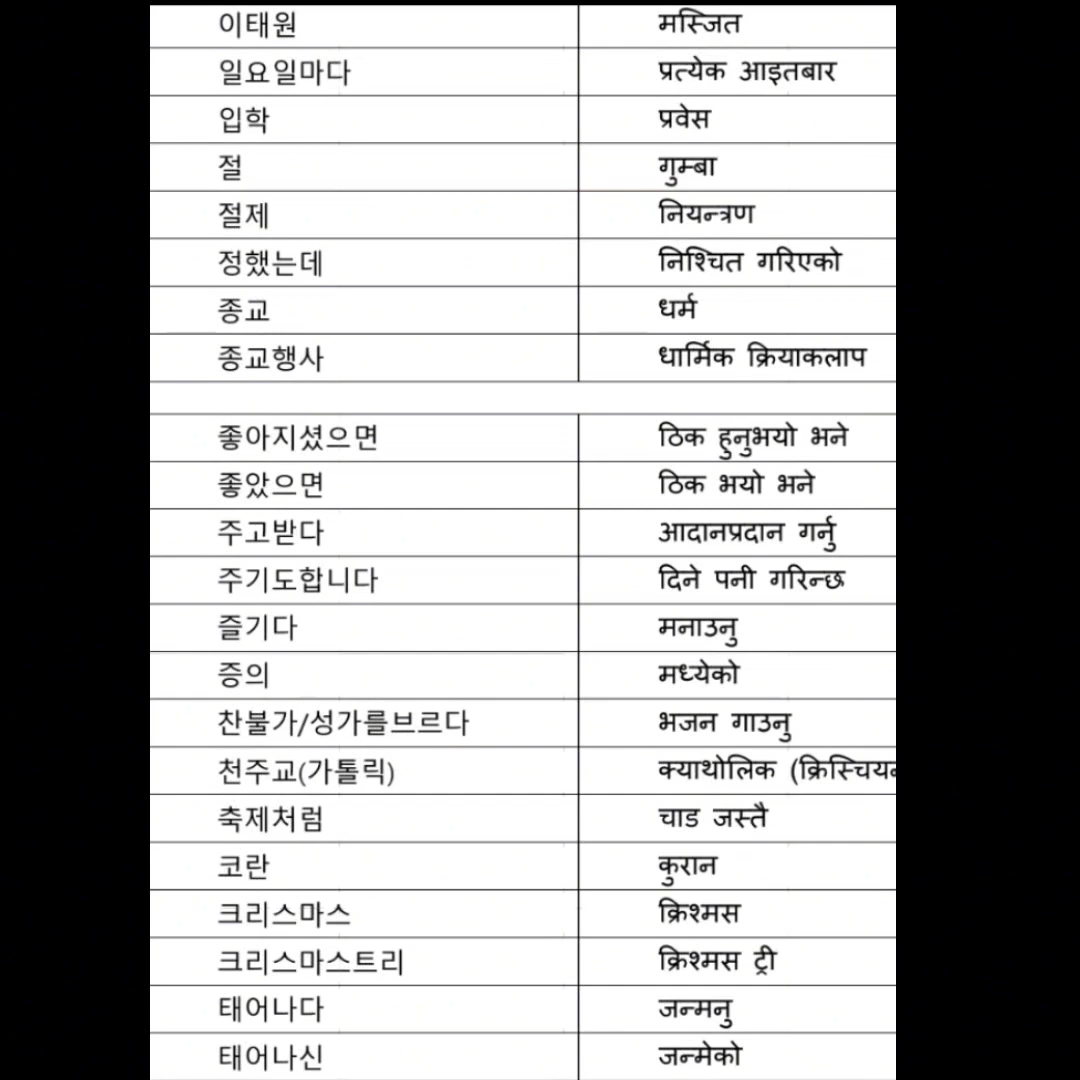 이태원 मस्जित
일요일마다 प्रत्येक आइतबार
입학 प्रवेस
절 गुम्बा
절제 नियन्त्रण
정했는데 निश्चित गरिएको
종교 धर्म
종교행사 धार्मिक क्रियाकलाप
좋아지셨으면 ठिक हुनुभयो भने
좋았으면 ठिक भयो भने
주고받다 आदानप्रदान गर्नु
주기도합니다 दिने पनी गरिन्छ
즐기다 मनाउनु
증의 मध्येको
찬불가/성가를브르다 भजन गाउनु
천주교(가톨릭) क्याथोलिक
축제처럼 चाड जस्तै
코란 कुरान
크리스마스 क्रिश्मस
크리스마스트리 क्रिश्मस ट्री
태어나다 जन्मनु
태어나신 जन्मेको